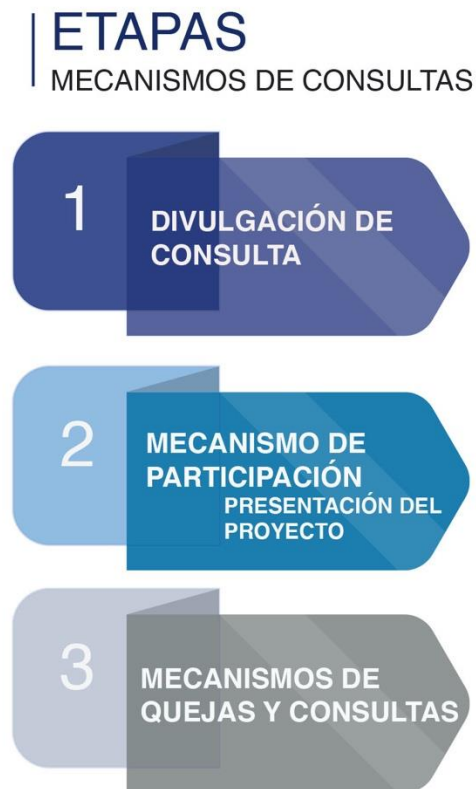 ETAPAS
MECANISMOS DE CONSULTAS
1
DIVULGACIÓN DE
CONSULTA
2
MECANISMO DE
PARTICIPACIÓN
PRESENTACIÓN DEL
PROYECTO
3
MECANISMOS DE
QUEJAS Y CONSULTAS